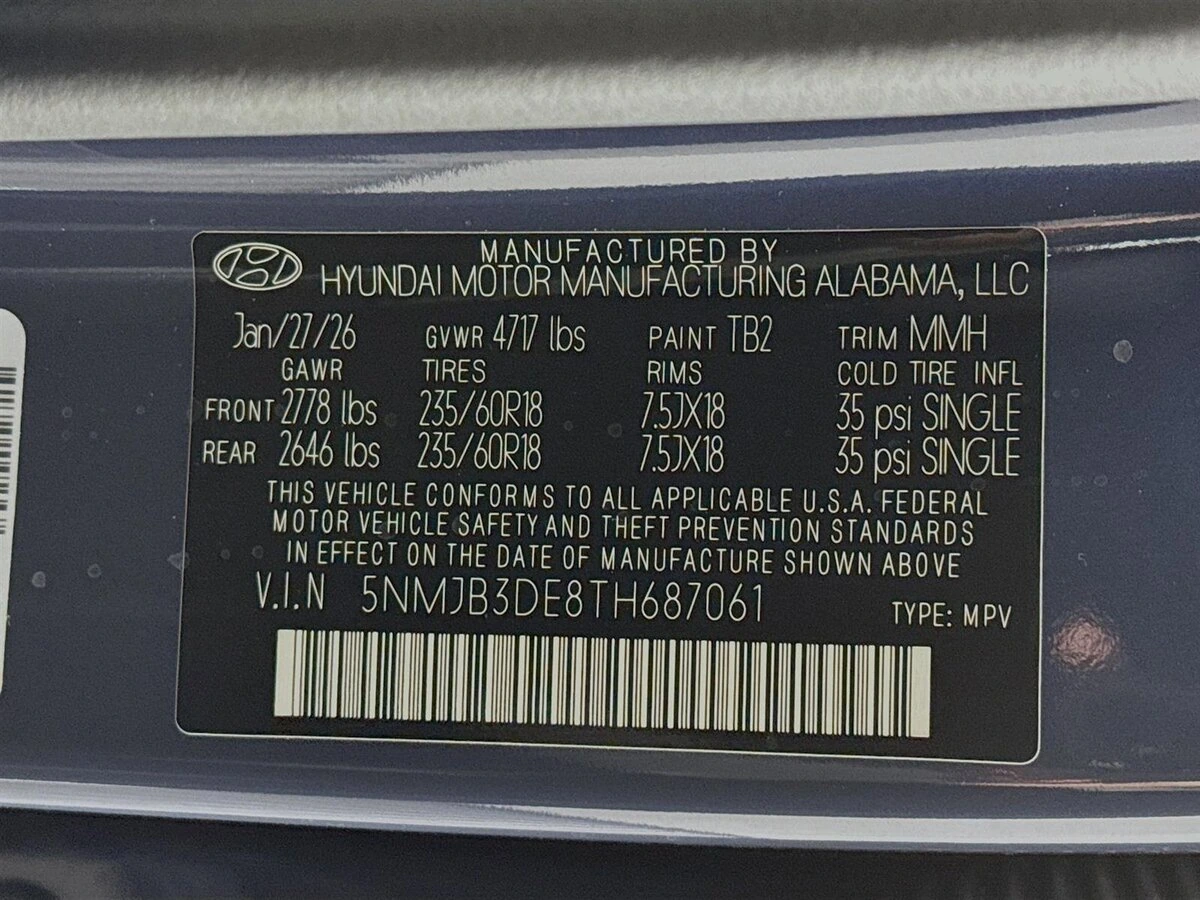 MANUFACTURED BY
HYUNDAI MOTOR MANUFACTURING ALABAMA, LLC
Jan/27/26 GVWR 4717 lbs PAINT TB2 TRIM MMH
GAWR TIRES RIMS COLD TIRE INFL
FRONT 2778 lbs 235/60R18 7.5JX18 35 psi SINGLE
REAR 2646 lbs 235/60R18 7.5JX18 35 psi SINGLE
THIS VEHICLE CONFORMS TO ALL APPLICABLE U.S.A. FEDERAL
MOTOR VEHICLE SAFETY AND THEFT PREVENTION STANDARDS
IN EFFECT ON THE DATE OF MANUFACTURE SHOWN ABOVE
V.I.N 5NMJB3DE8TH687061 TYPE: MPV